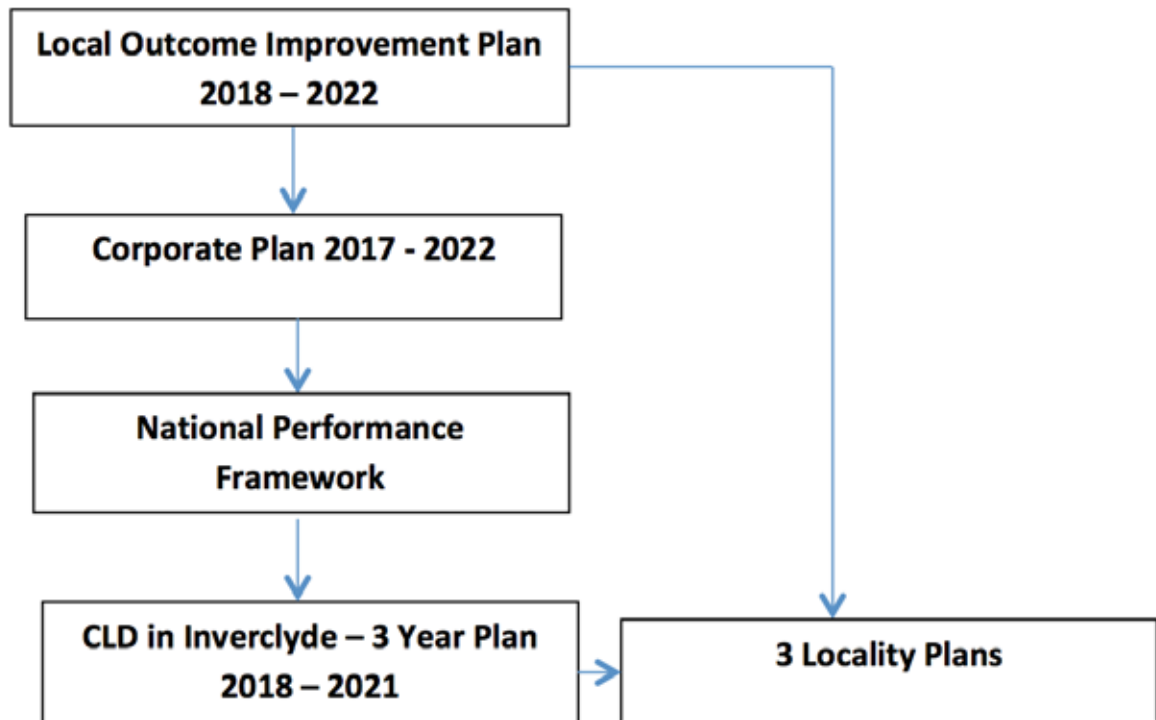 Local Outcome Improvement Plan
2018 – 2022
Corporate Plan 2017 - 2022
National Performance
Framework
CLD in Inverclyde – 3 Year Plan
2018 – 2021
3 Locality Plans